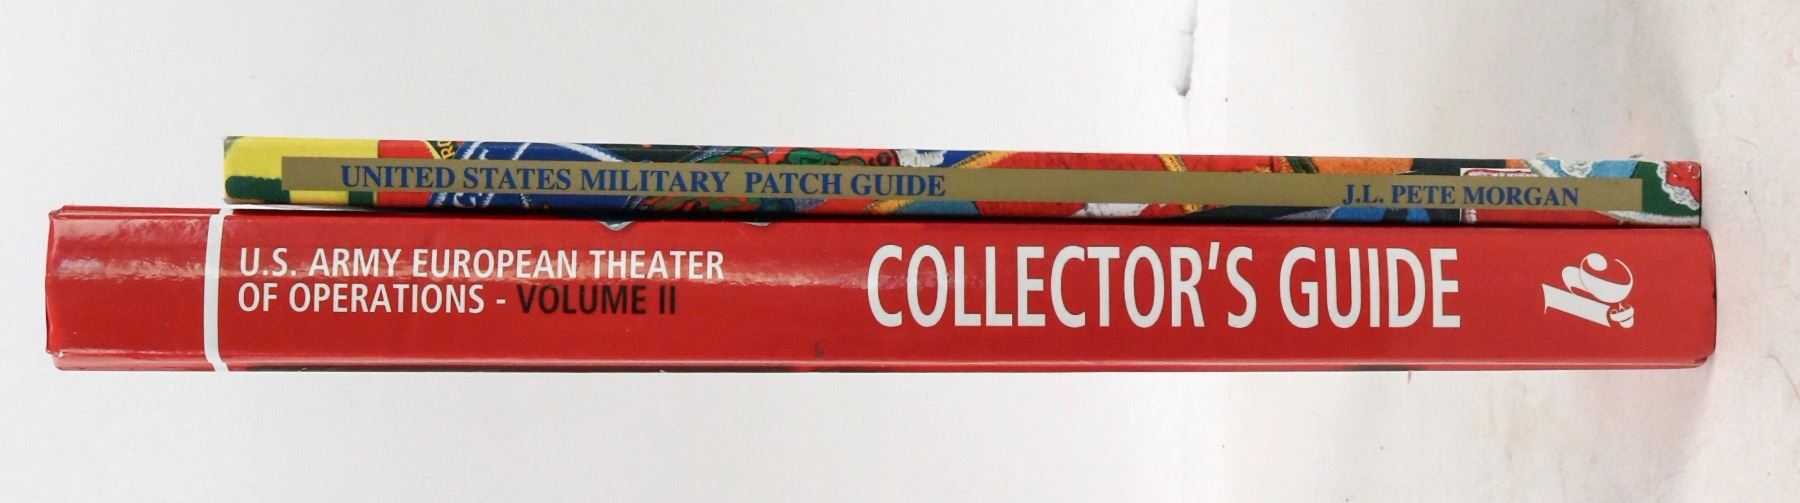 UNITED STATES MILITARY PATCH GUIDE
J.L. PETE MORGAN
U.S. ARMY EUROPEAN THEATER
OF OPERATIONS - VOLUME II
COLLECTOR'S GUIDE
h&c